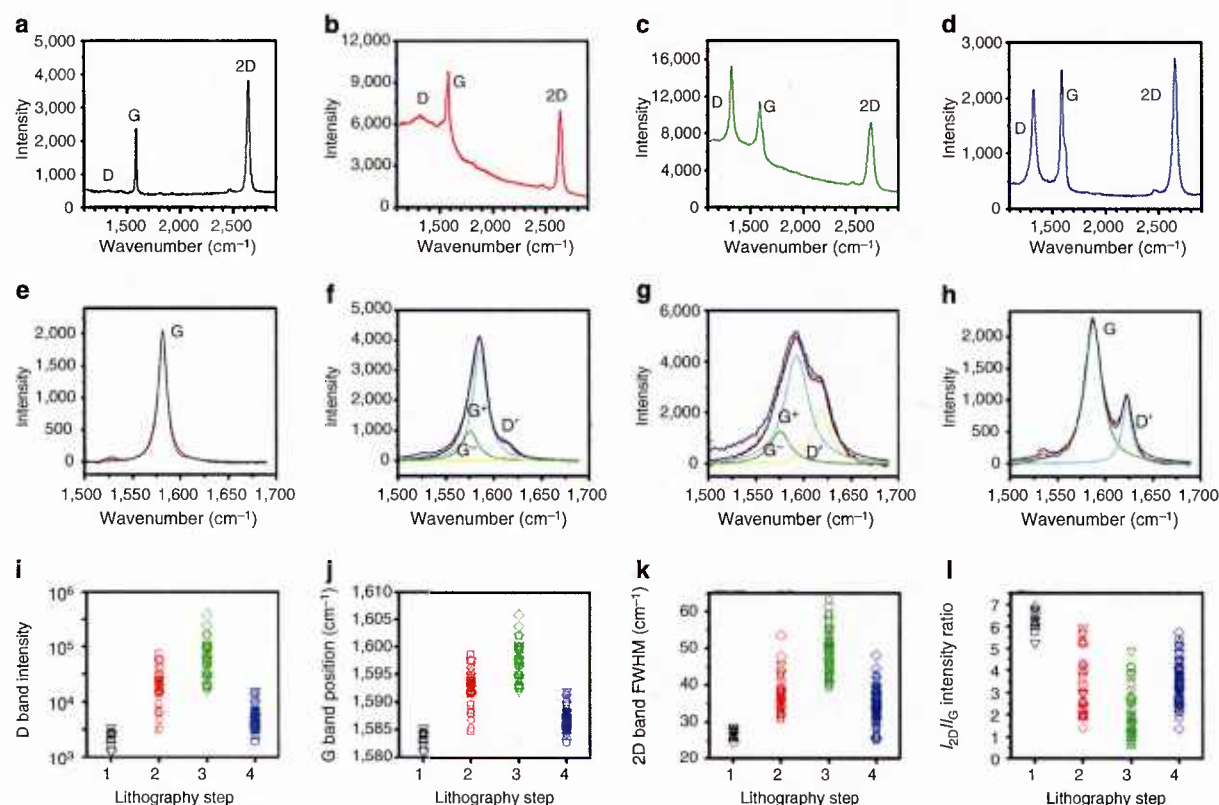 a
b
c
d
5,000
4,000
3,000
2,000
1,000
0
Intensity
D
G
2D
1,500 2,000 2,500
Wavenumber (cm⁻¹)
12,000
9,000
6,000
3,000
0
Intensity
D
G
2D
1,500 2,000 2,500
Wavenumber (cm⁻¹)
16,000
12,000
8,000
4,000
0
Intensity
D
G
2D
1,500 2,000 2,500
Wavenumber (cm⁻¹)
3,000
2,000
1,000
0
Intensity
D
G
2D
1,500 2,000 2,500
Wavenumber (cm⁻¹)
e
f
g
h
2,000
1,500
1,000
500
0
Intensity
G
1,500 1,550 1,600 1,650 1,700
Wavenumber (cm⁻¹)
5,000
4,000
3,000
2,000
1,000
0
Intensity
G⁺
D′
G⁻
1,500 1,550 1,600 1,650 1,700
Wavenumber (cm⁻¹)
6,000
4,000
2,000
0
Intensity
G⁺
G⁻
D′
1,500 1,550 1,600 1,650 1,700
Wavenumber (cm⁻¹)
2,000
1,500
1,000
500
0
Intensity
G
D′
1,500 1,550 1,600 1,650 1,700
Wavenumber (cm⁻¹)
i
j
k
l
10⁶
10⁵
10⁴
10³
D band intensity
1 2 3 4
Lithography step
1,610
1,605
1,600
1,595
1,590
1,585
1,580
G band position (cm⁻¹)
1 2 3 4
Lithography step
60
50
40
30
20
2D band FWHM (cm⁻¹)
1 2 3 4
Lithography step
7
6
5
4
3
2
1
0
I2D/IG intensity ratio
1 2 3 4
Lithography step